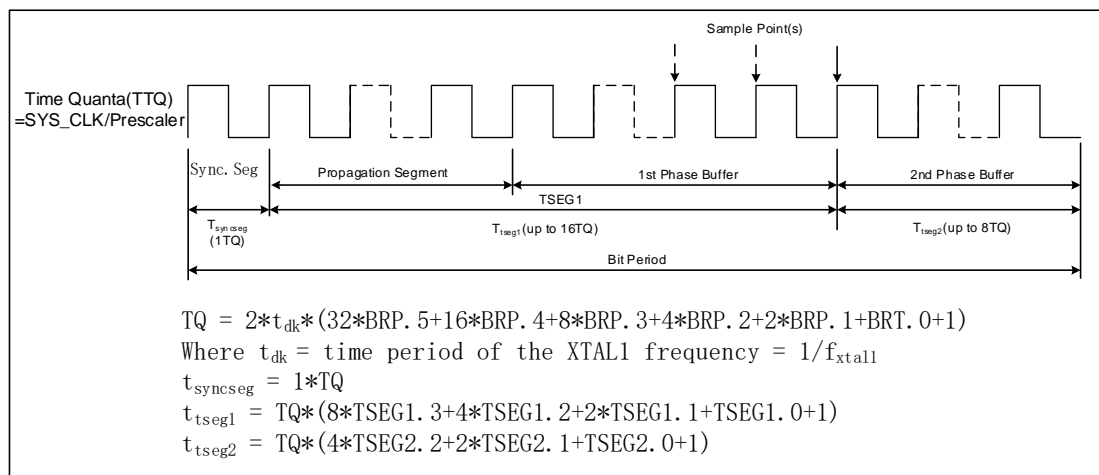 Sample Point(s)
Time Quanta(TTQ)
=SYS_CLK/Prescaler
Sync. Seg
Propagation Segment
1st Phase Buffer
2nd Phase Buffer
TSEG1
Tsyncseg
(1TQ)
Ttseg1(up to 16TQ)
Ttseg2(up to 8TQ)
Bit Period
TQ = 2*tdk*(32*BRP.5+16*BRP.4+8*BRP.3+4*BRP.2+2*BRP.1+BRT.0+1)
Where tdk = time period of the XTAL1 frequency = 1/fxtal1
tsyncseg = 1*TQ
ttseg1 = TQ*(8*TSEG1.3+4*TSEG1.2+2*TSEG1.1+TSEG1.0+1)
ttseg2 = TQ*(4*TSEG2.2+2*TSEG2.1+TSEG2.0+1)